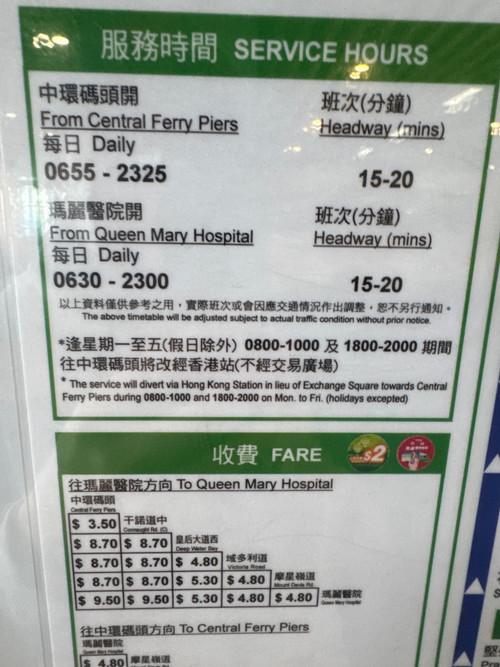 服務時間 SERVICE HOURS
中環碼頭開 班次(分鐘)
From Central Ferry Piers Headway (mins)
每日 Daily
0655 - 2325 15-20
瑪麗醫院開 班次(分鐘)
From Queen Mary Hospital Headway (mins)
每日 Daily
0630 - 2300 15-20
以上資料僅供參考之用，實際班次或會因應交通情況作出調整，恕不另行通知。
The above timetable will be adjusted subject to actual traffic condition without prior notice.
*逢星期一至五(假日除外) 0800-1000 及 1800-2000 期間
往中環碼頭將改經香港站(不經交易廣場)
* The service will divert via Hong Kong Station in lieu of Exchange Square towards Central
Ferry Piers during 0800-1000 and 1800-2000 on Mon. to Fri. (holidays excepted)
收費 FARE $2
往瑪麗醫院方向 To Queen Mary Hospital
中環碼頭
Central Ferry Piers
$ 3.50 干諾道中
Connaught Rd. (C)
$ 8.70 $ 8.70 皇后大道西
$ 8.70 $ 8.70 $ 4.80 域多利道
Victoria Road
$ 8.70 $ 8.70 $ 5.30 $ 4.80 摩星嶺道
Mount Davis Rd.
$ 9.50 $ 9.50 $ 5.30 $ 4.80 $ 4.80 瑪麗醫院
Queen Mary Hospital
往中環碼頭方向 To Central Ferry Piers
瑪麗醫院
Queen Mary Hospital
$ 4.80 摩星嶺道